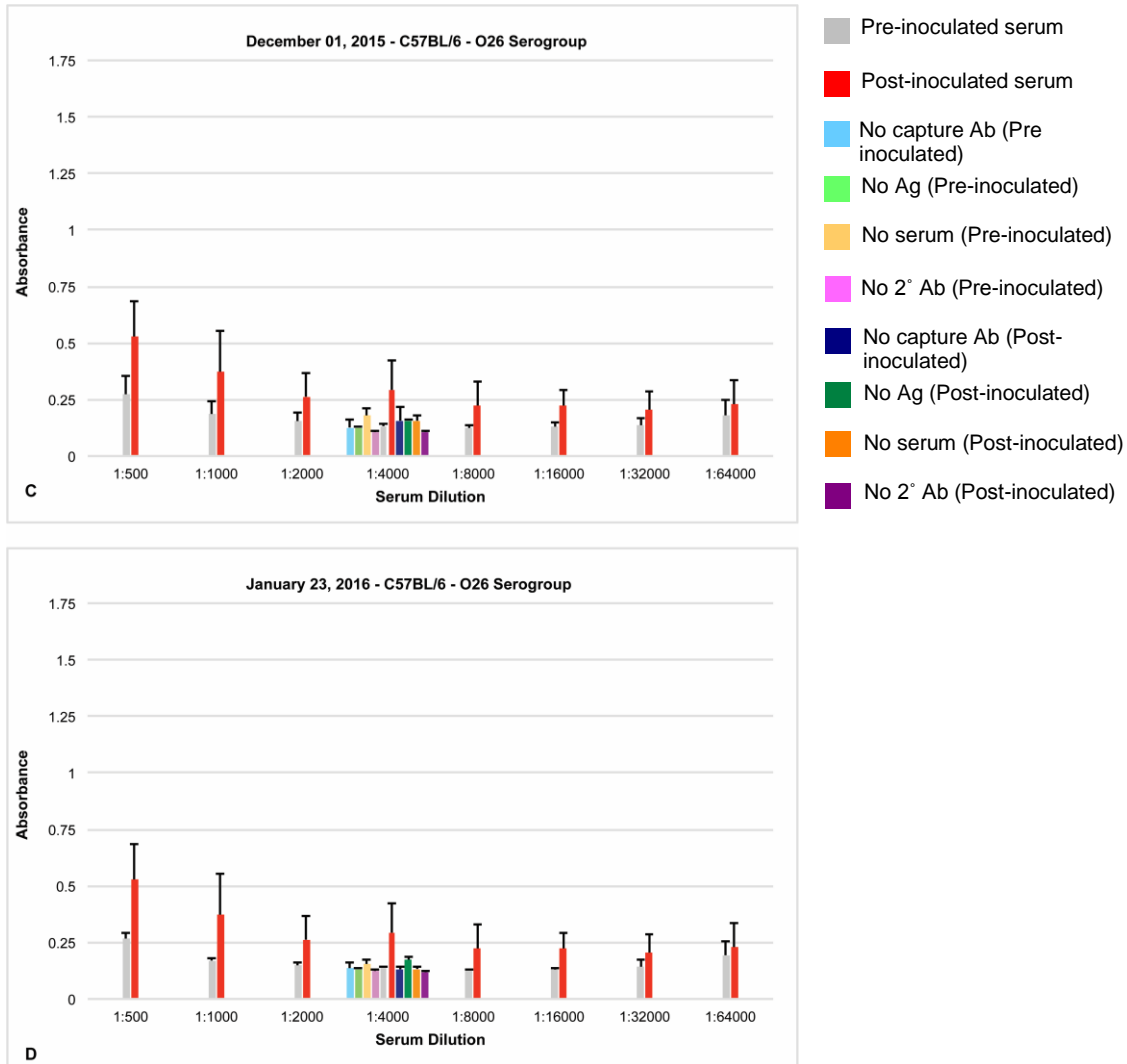 December 01, 2015 - C57BL/6 - O26 Serogroup
1.75
1.5
1.25
1
0.75
0.5
0.25
0
Absorbance
1:500 1:1000 1:2000 1:4000 1:8000 1:16000 1:32000 1:64000
Serum Dilution
C
Pre-inoculated serum
Post-inoculated serum
No capture Ab (Pre
inoculated)
No Ag (Pre-inoculated)
No serum (Pre-inoculated)
No 2˚ Ab (Pre-inoculated)
No capture Ab (Post-
inoculated)
No Ag (Post-inoculated)
No serum (Post-inoculated)
No 2˚ Ab (Post-inoculated)
January 23, 2016 - C57BL/6 - O26 Serogroup
1.75
1.5
1.25
1
0.75
0.5
0.25
0
Absorbance
1:500 1:1000 1:2000 1:4000 1:8000 1:16000 1:32000 1:64000
Serum Dilution
D